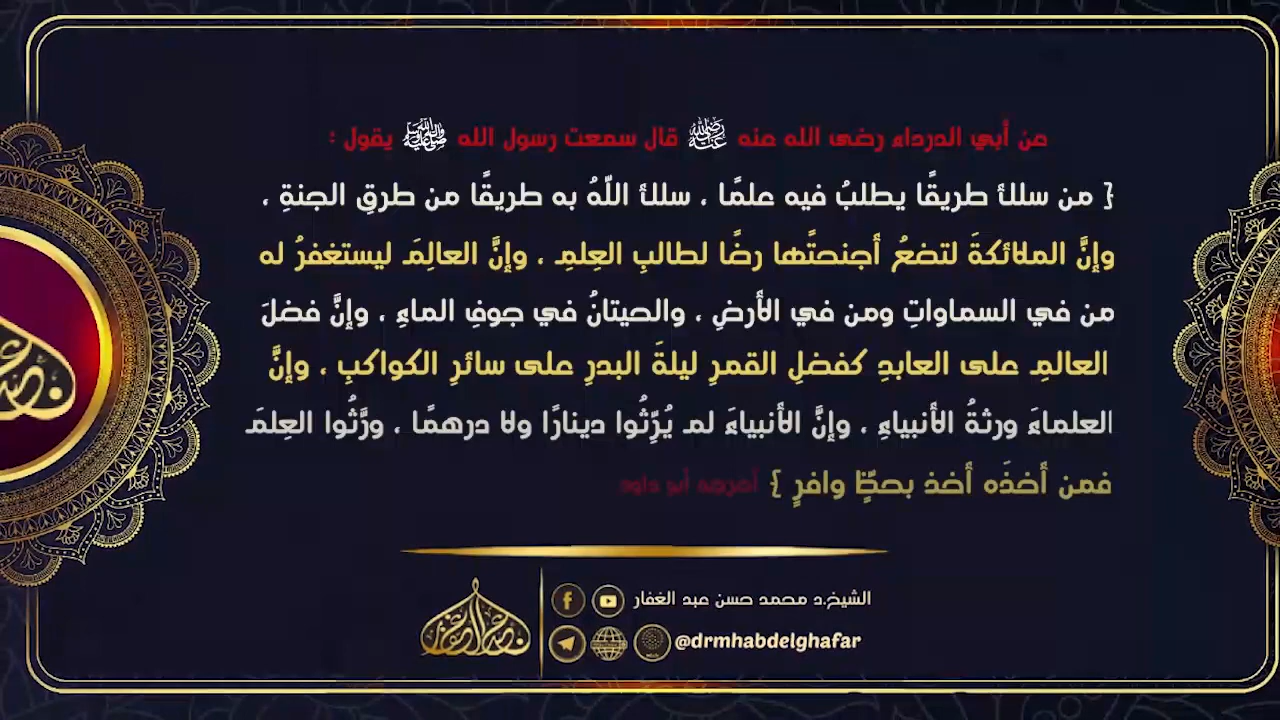 عن أبي الدرداء رضى الله عنه رَضِيَ اللَّهُ عَنْهُ قال سمعت رسول الله ﷺ يقول :
{ من سلك طريقًا يطلبُ فيه علمًا ، سلك اللّهُ به طريقًا من طرقِ الجنةِ ،
وإنَّ الملائكةَ لتضعُ أجنحتَها رضًا لطالبِ العِلمِ ، وإنَّ العالِمَ ليستغفرُ له
من في السماواتِ ومن في الأرضِ ، والحيتانُ في جوفِ الماءِ ، وإنَّ فضلَ
العالمِ على العابدِ كفضلِ القمرِ ليلةَ البدرِ على سائرِ الكواكبِ ، وإنَّ
العلماءَ ورثةُ الأنبياءِ ، وإنَّ الأنبياءَ لم يُرِّثُوا دينارًا ولا درهمًا ، ورَّثُوا العِلمَ
فمن أخذَه أخذ بحظٍّ وافرٍ } أخرجه أبو داود
الشيخ.د محمد حسن عبد الغفار
@drmhabdelghafar